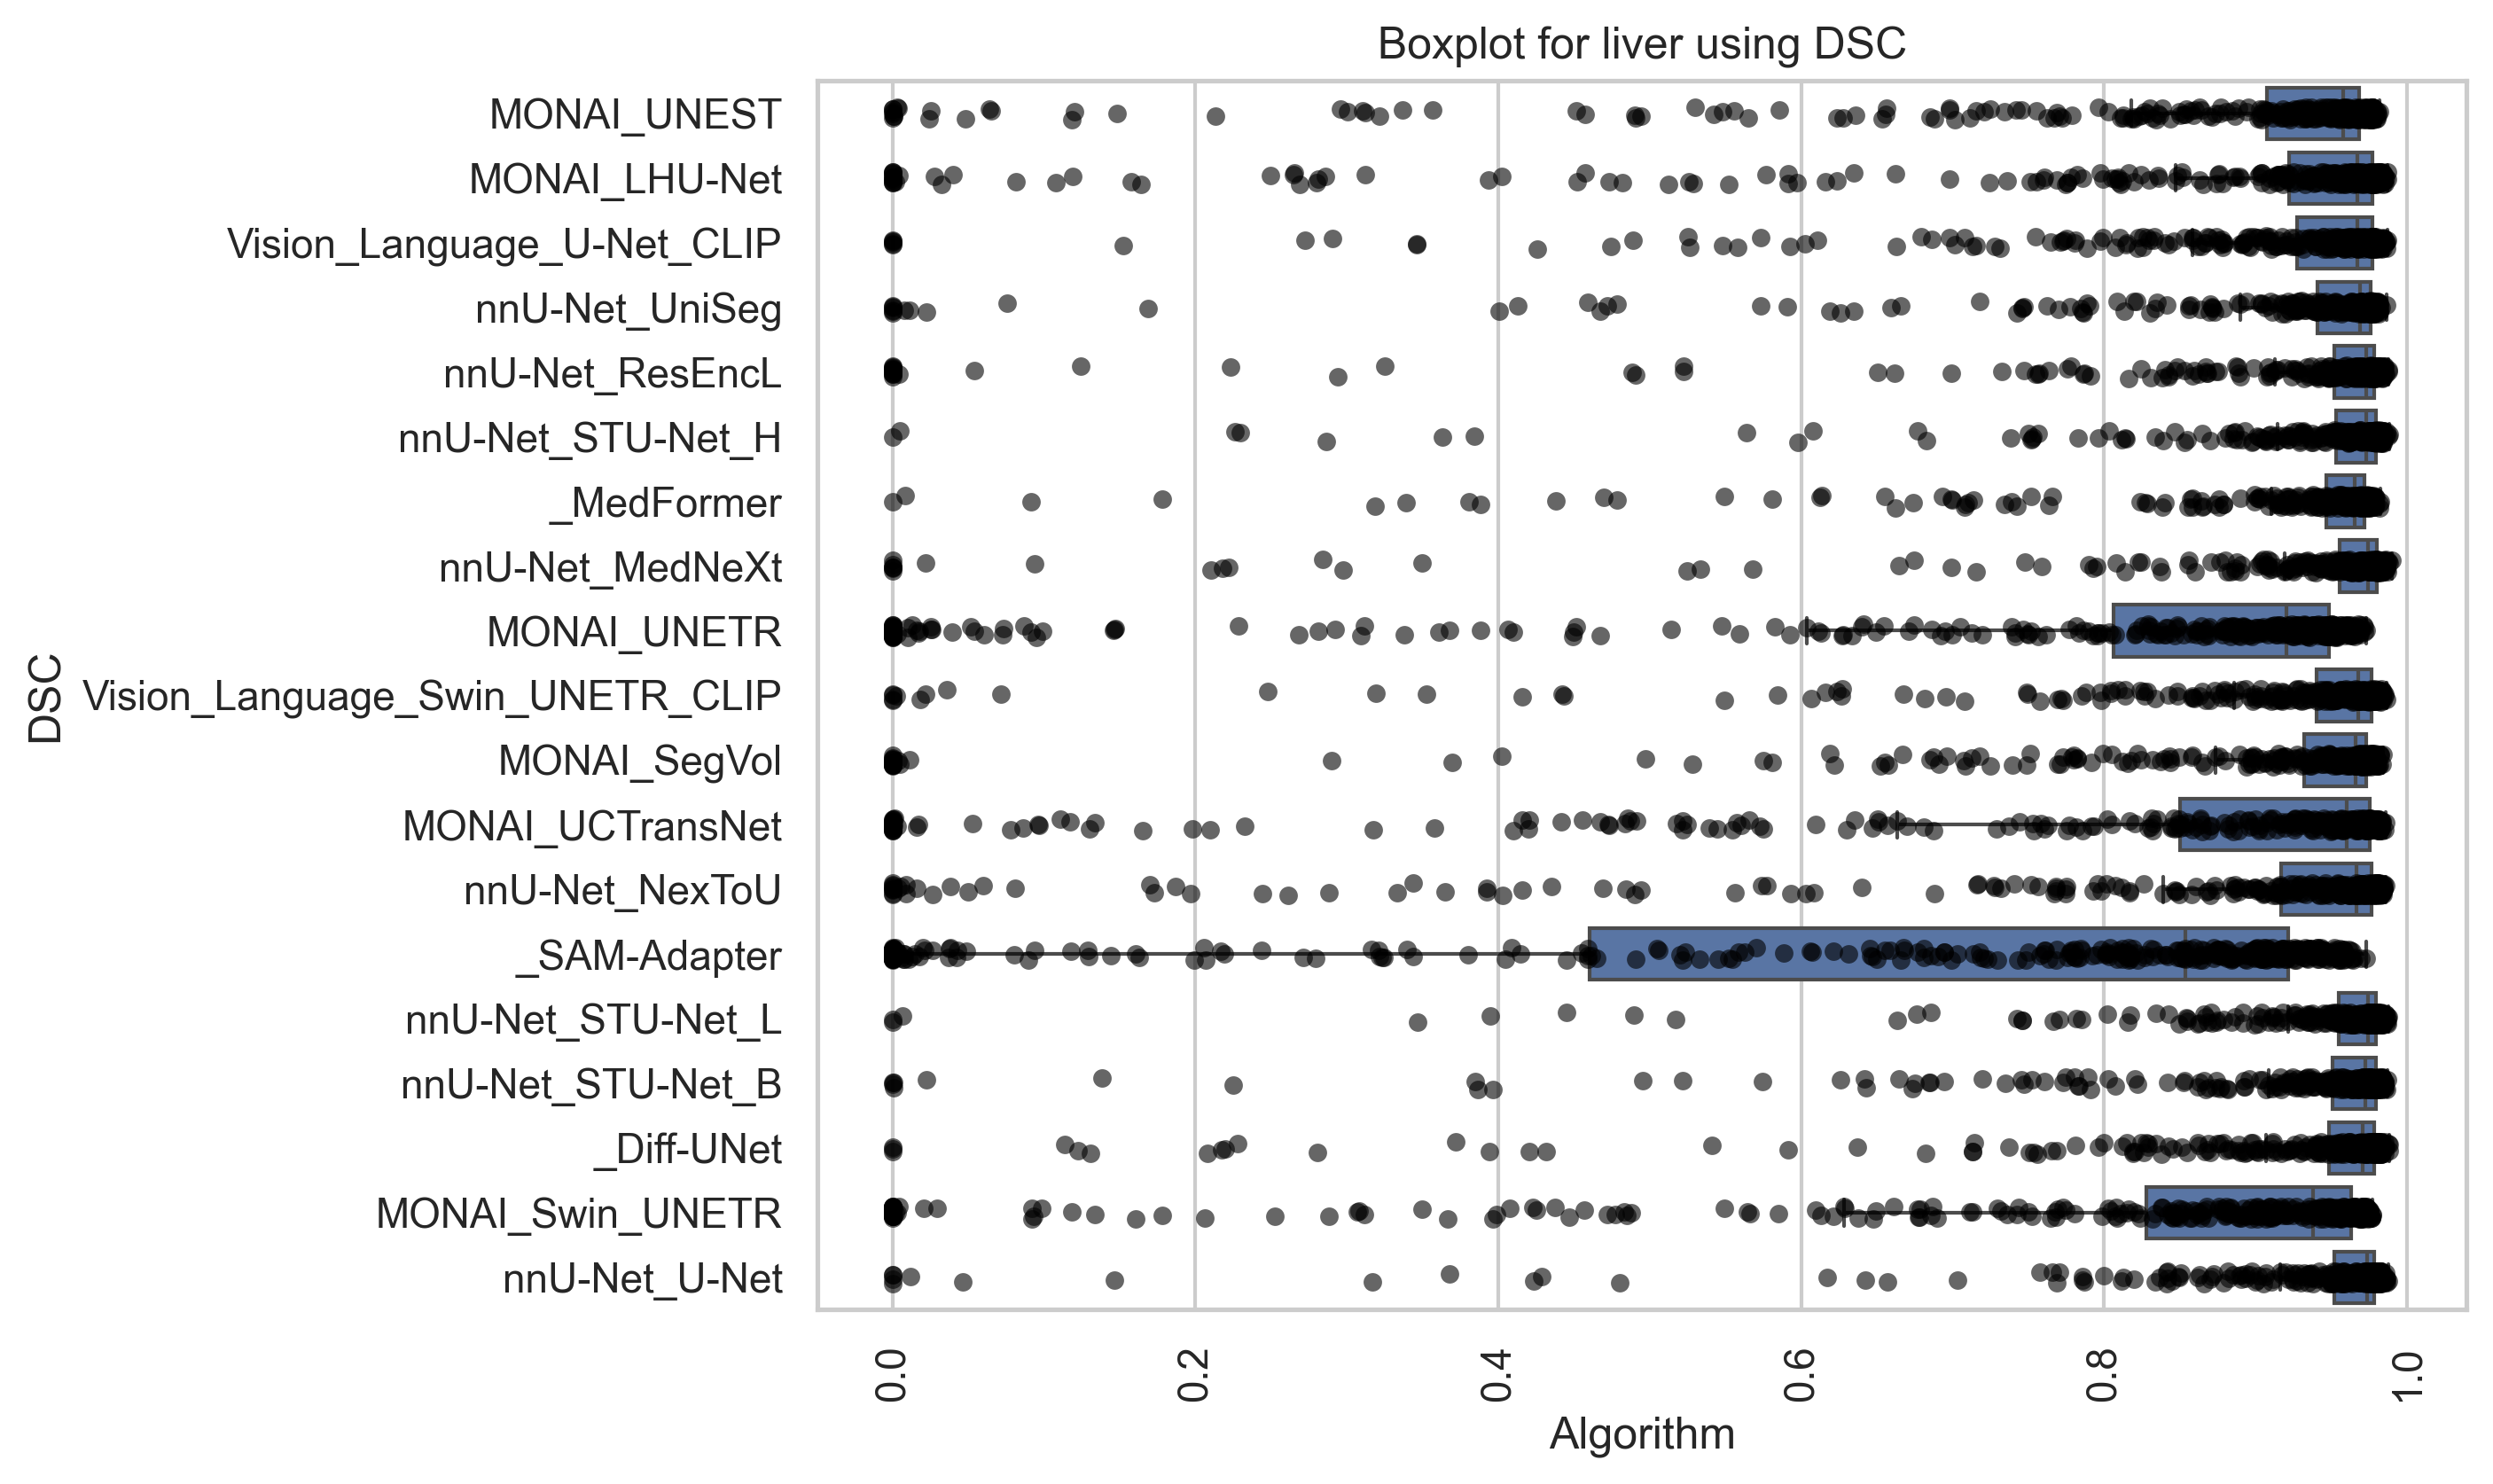 Boxplot for liver using DSC
MONAI_UNEST
MONAI_LHU-Net
Vision_Language_U-Net_CLIP
nnU-Net_UniSeg
nnU-Net_ResEncL
nnU-Net_STU-Net_H
_MedFormer
nnU-Net_MedNeXt
MONAI_UNETR
Vision_Language_Swin_UNETR_CLIP
MONAI_SegVol
MONAI_UCTransNet
nnU-Net_NexToU
_SAM-Adapter
nnU-Net_STU-Net_L
nnU-Net_STU-Net_B
_Diff-UNet
MONAI_Swin_UNETR
nnU-Net_U-Net
DSC
0.0
0.2
0.4
0.6
0.8
1.0
Algorithm